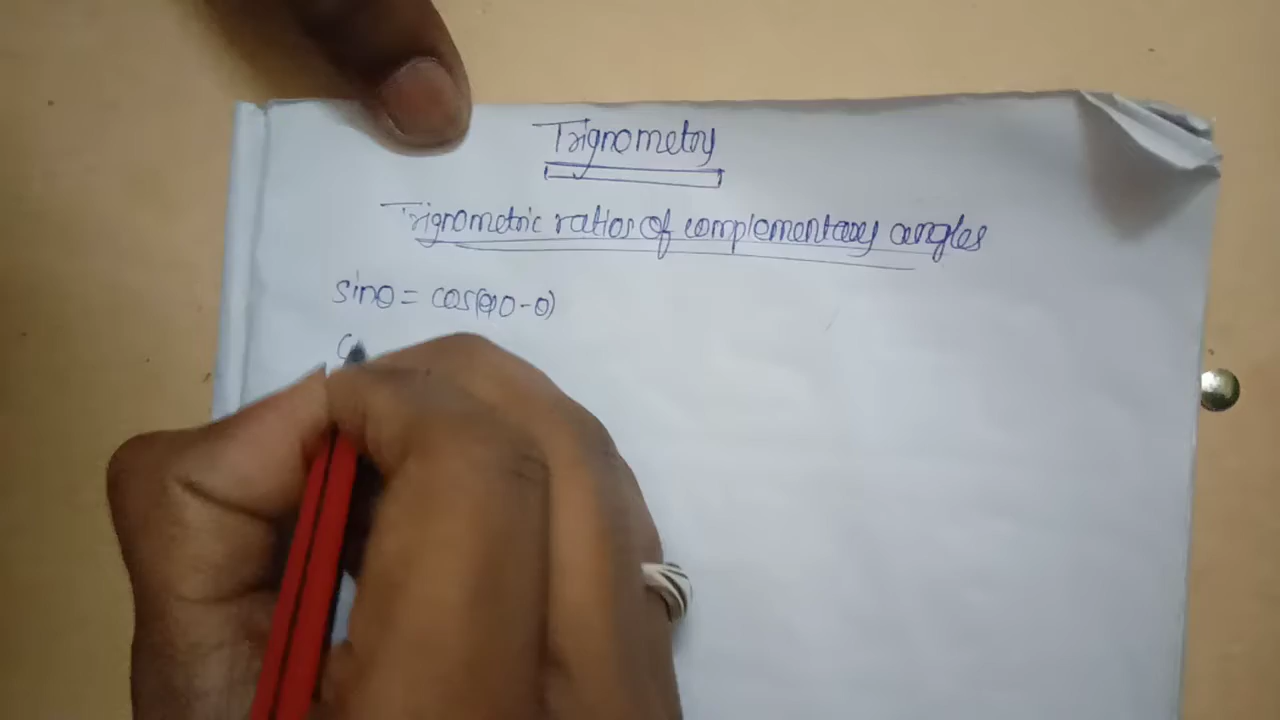 Trignometry
Trignometric ratios of complementary angles
sinθ = cos(90-θ)
c